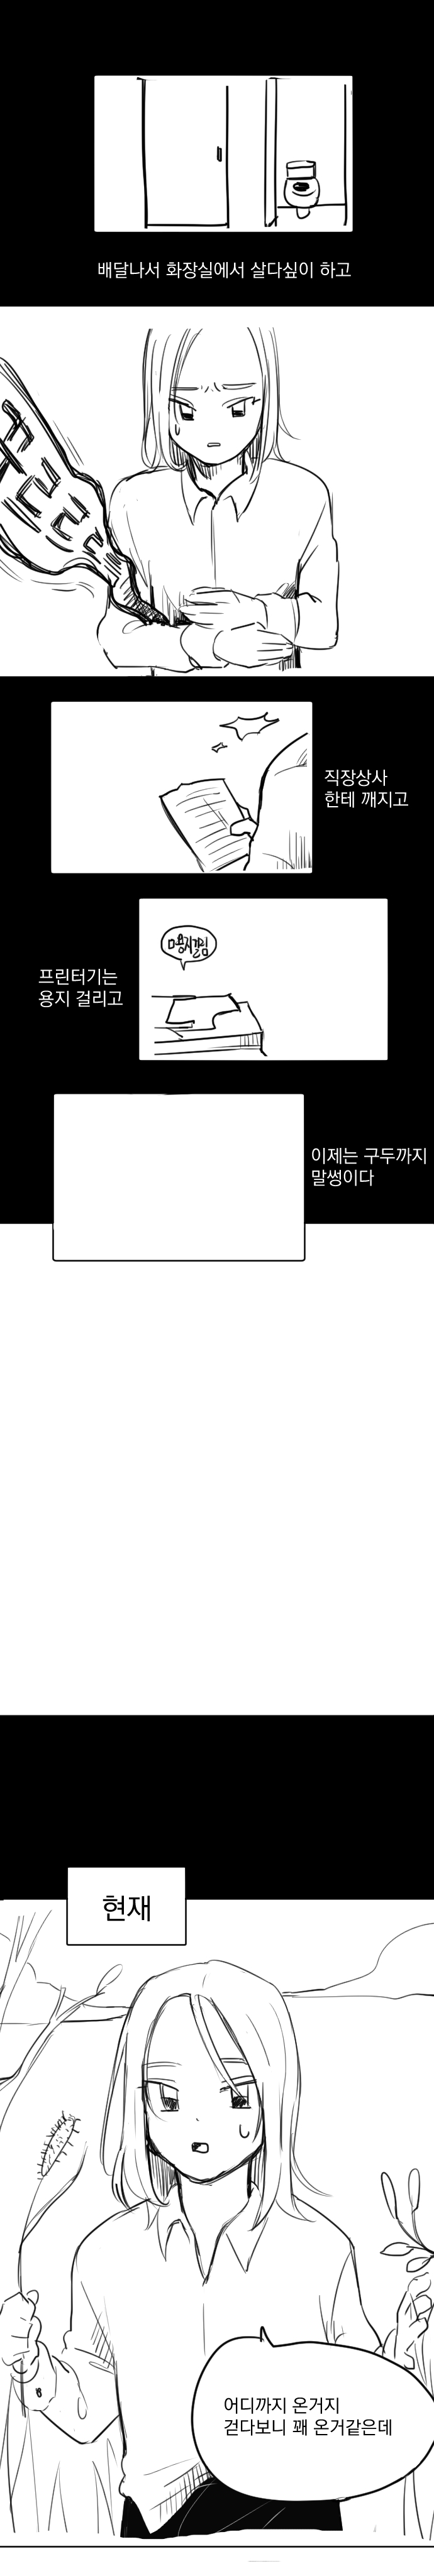 배달나서 화장실에서 살다싶이 하고
꾸르르륵
직장상사
한테 깨지고
용지걸림
프린터기는
용지 걸리고
이제는 구두까지
말썽이다
현재
어디까지 온거지
걷다보니 꽤 온거같은데